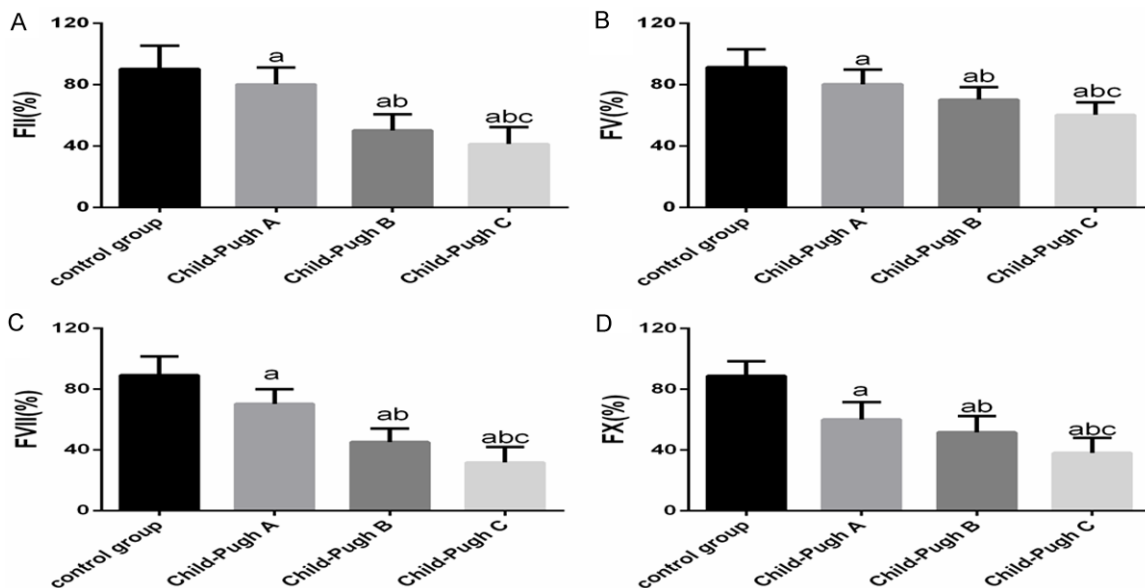 A
FII(%)
120
80
40
0
a
ab
abc
control group
Child-Pugh A
Child-Pugh B
Child-Pugh C
B
FV(%)
120
80
40
0
a
ab
abc
control group
Child-Pugh A
Child-Pugh B
Child-Pugh C
C
FVII(%)
120
80
40
0
a
ab
abc
control group
Child-Pugh A
Child-Pugh B
Child-Pugh C
D
FX(%)
120
80
40
0
a
ab
abc
control group
Child-Pugh A
Child-Pugh B
Child-Pugh C